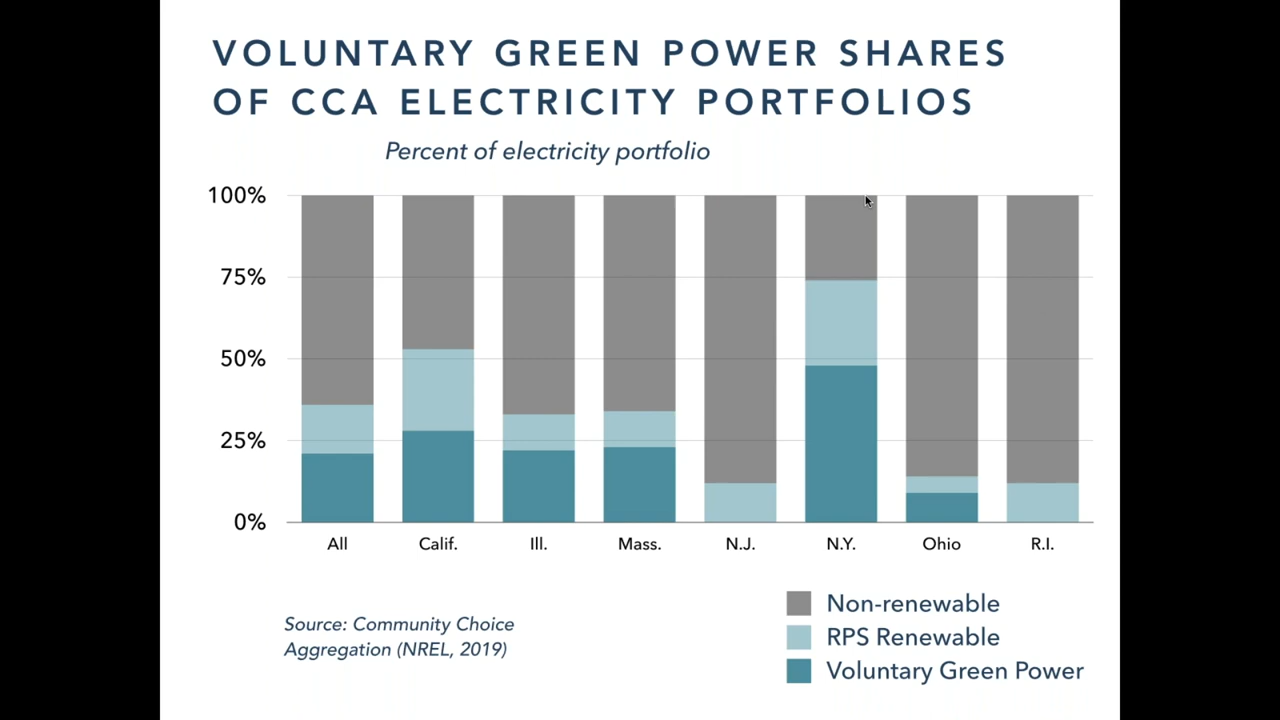 VOLUNTARY GREEN POWER SHARES
OF CCA ELECTRICITY PORTFOLIOS
Percent of electricity portfolio
100%
75%
50%
25%
0%
All Calif. Ill. Mass. N.J. N.Y. Ohio R.I.
Non-renewable
RPS Renewable
Voluntary Green Power
Source: Community Choice
Aggregation (NREL, 2019)